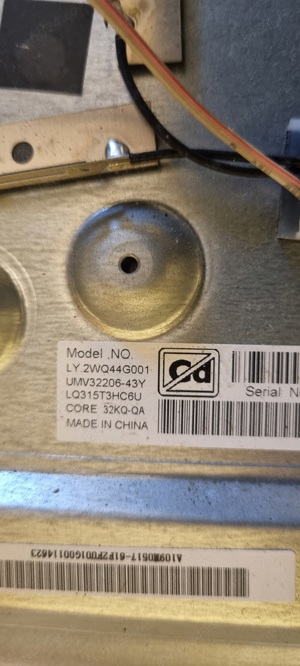 Model .NO.
LY.2WQ44G001
UMV32206-43Y
LQ315T3HC6U
CORE 32KQ-QA
MADE IN CHINA
Cd
Serial N